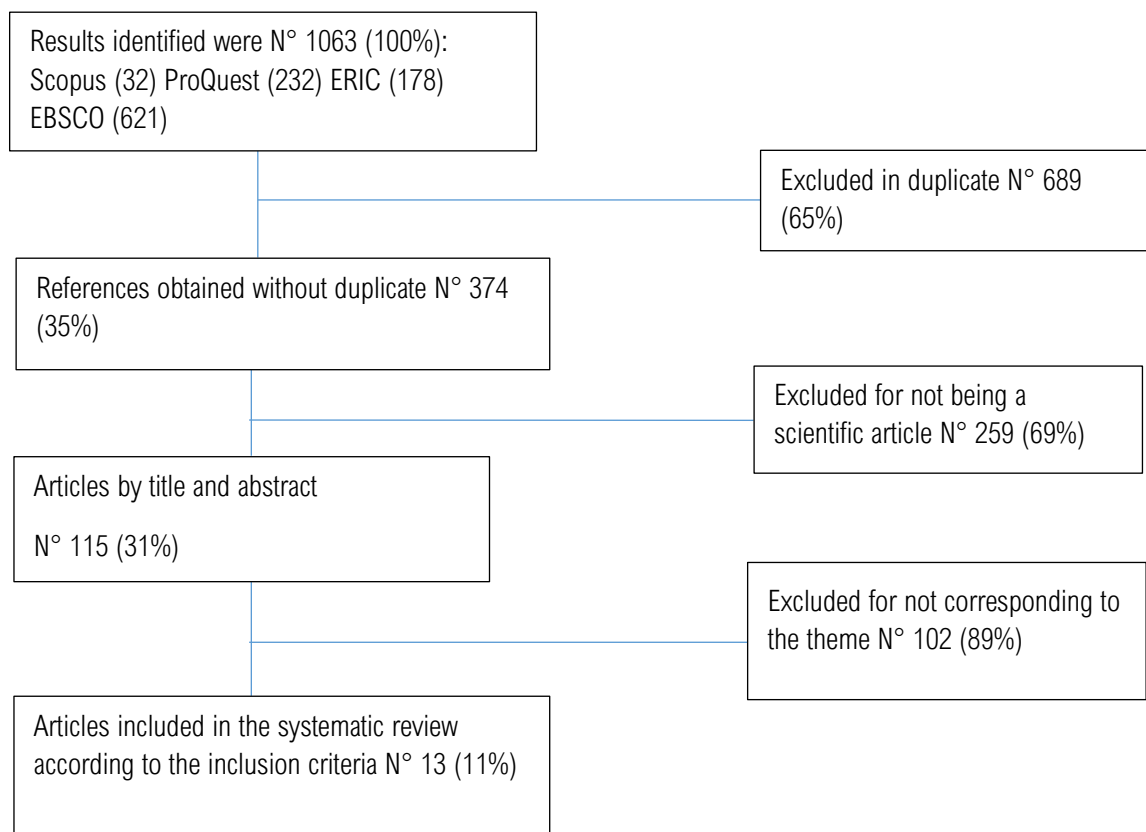 Results identified were N° 1063 (100%):
Scopus (32) ProQuest (232) ERIC (178)
EBSCO (621)
Excluded in duplicate N° 689
(65%)
References obtained without duplicate N° 374
(35%)
Excluded for not being a
scientific article N° 259 (69%)
Articles by title and abstract
N° 115 (31%)
Excluded for not corresponding to
the theme N° 102 (89%)
Articles included in the systematic review
according to the inclusion criteria N° 13 (11%)